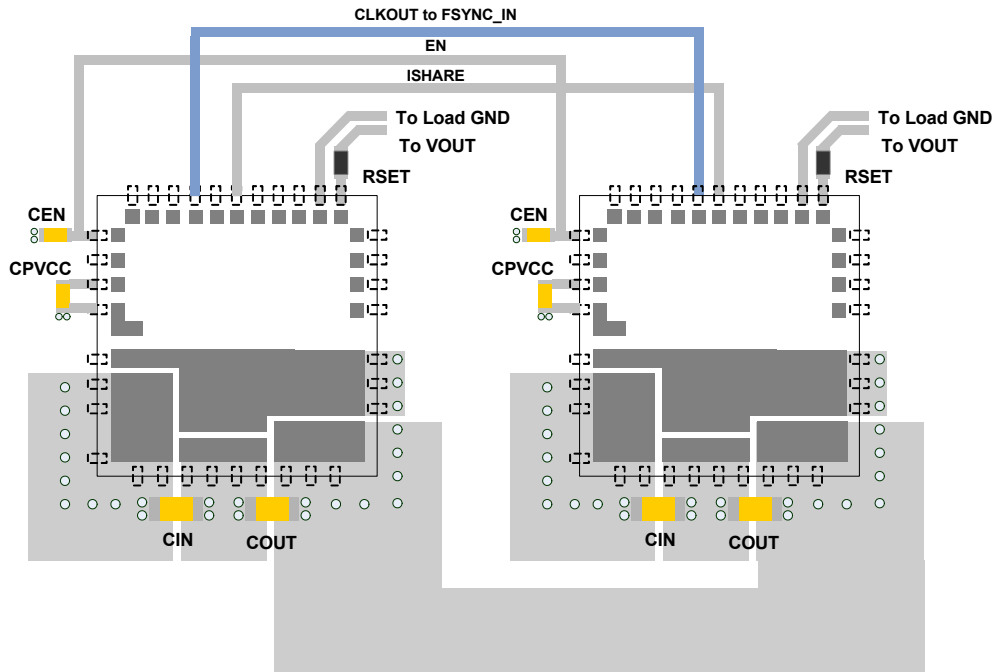 CLKOUT to FSYNC_IN
EN
ISHARE
To Load GND
To VOUT
RSET
CEN
CPVCC
CIN
COUT
To Load GND
To VOUT
RSET
CEN
CPVCC
CIN
COUT